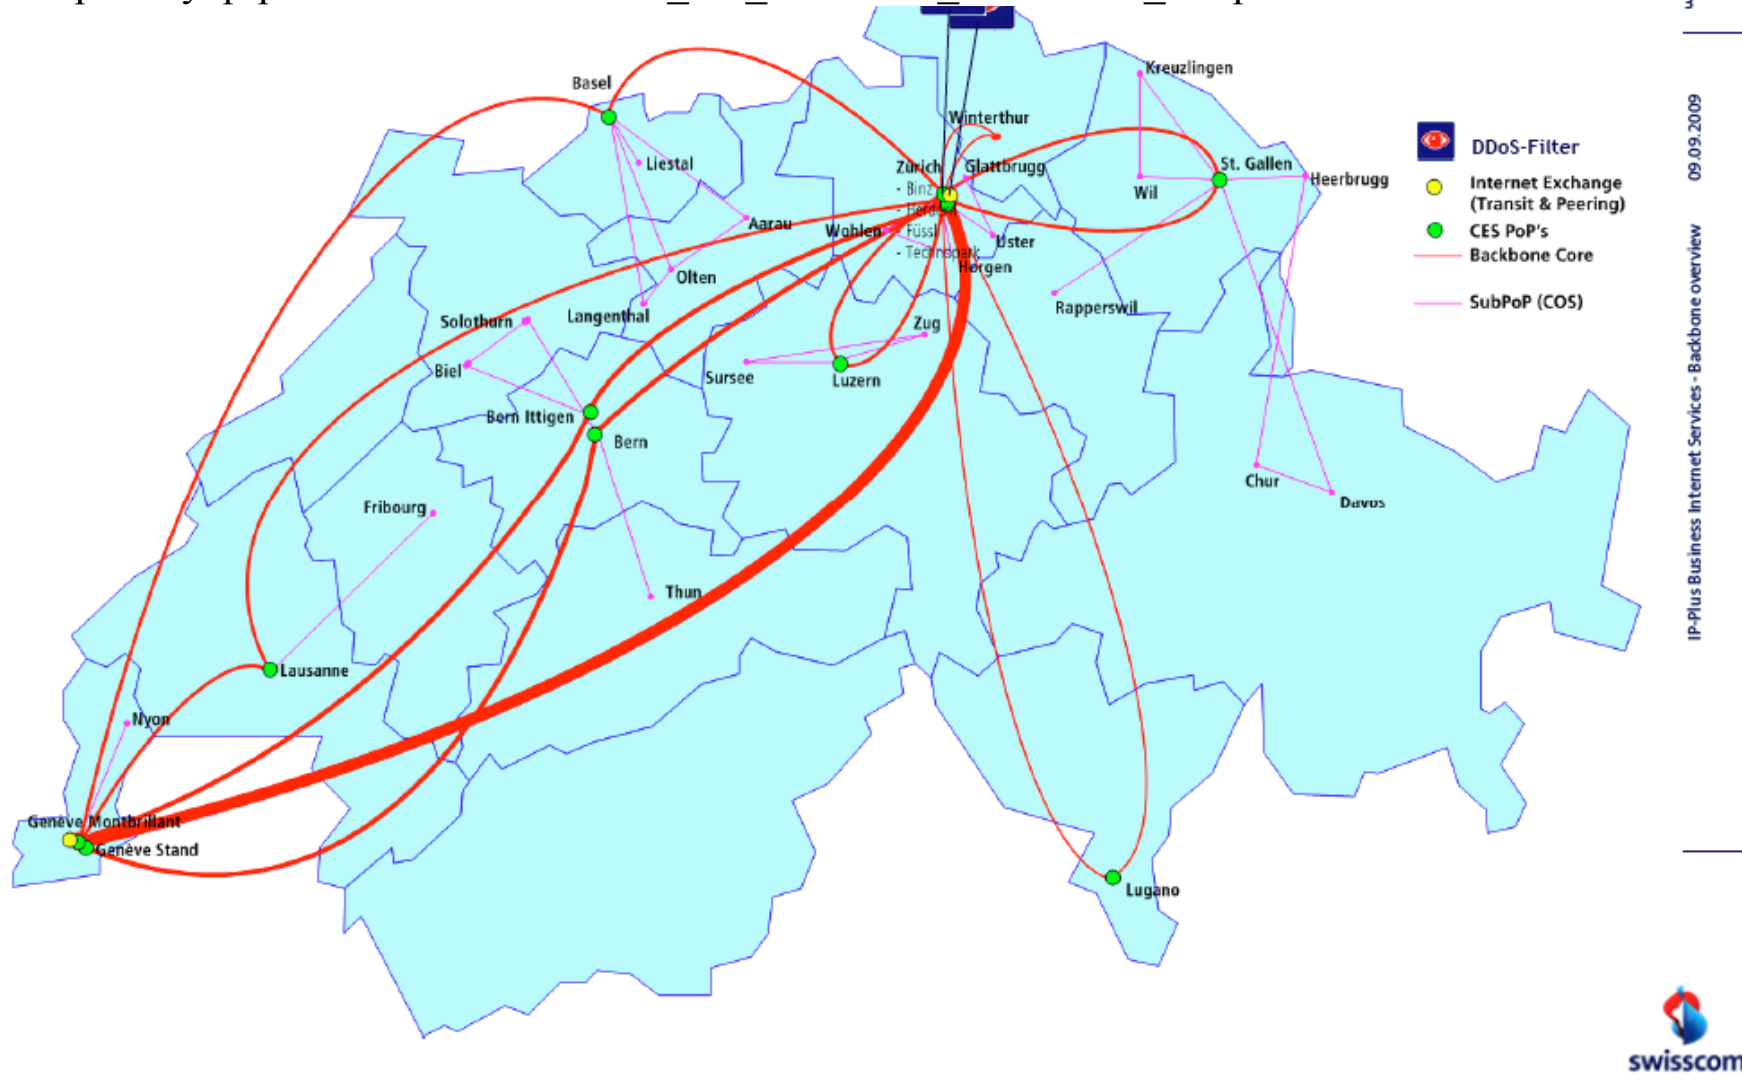 Basel
Kreuzlingen
Winterthur
Liestal
Zürich
Glattbrugg
- Binz
St. Gallen
Heerbrugg
Wil
Aarau
Wohlen
- Füssli
Uster
- Technopark
Horgen
Olten
Langenthal
Rapperswil
Solothurn
Zug
Biel
Sursee
Luzern
Bern Ittigen
Bern
Fribourg
Chur
Davos
Thun
Lausanne
Nyon
Genève Montbrillant
Genève Stand
Lugano
DDoS-Filter
Internet Exchange
(Transit & Peering)
CES PoP's
Backbone Core
SubPoP (COS)
3
09.09.2009
IP-Plus Business Internet Services - Backbone overview
swisscom